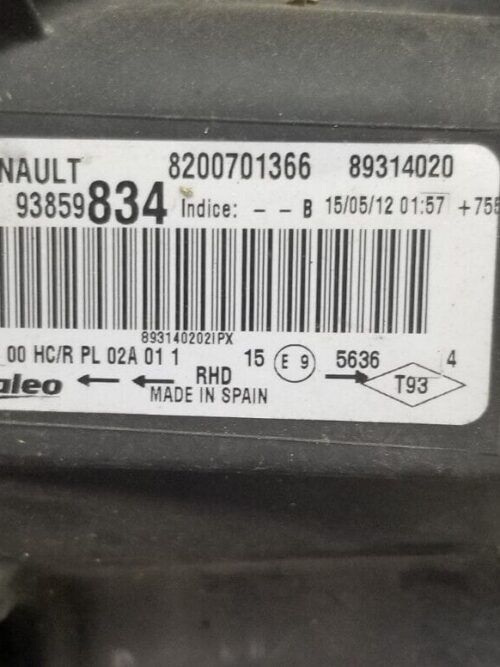 NAULT 8200701366 89314020
93859834 Indice: - - B 15/05/12 01:57 +755
893140202IPX
00 HC/R PL 02A 01 1 15 E 9 5636 4
aleo RHD T93
MADE IN SPAIN